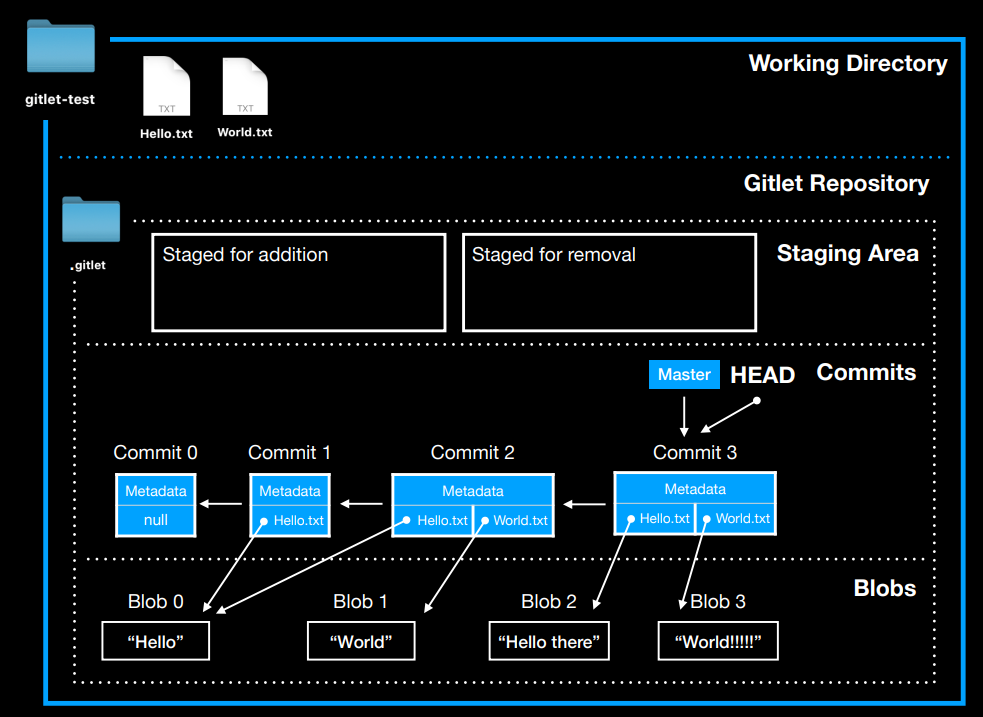 Working Directory
gitlet-test
TXT
TXT
Hello.txt
World.txt
Gitlet Repository
.gitlet
Staged for addition
Staged for removal
Staging Area
Master
HEAD
Commits
Commit 0
Commit 1
Commit 2
Commit 3
Metadata
null
Metadata
Hello.txt
Metadata
Hello.txt
World.txt
Metadata
Hello.txt
World.txt
Blobs
Blob 0
Blob 1
Blob 2
Blob 3
“Hello”
“World”
“Hello there”
“World!!!!!”